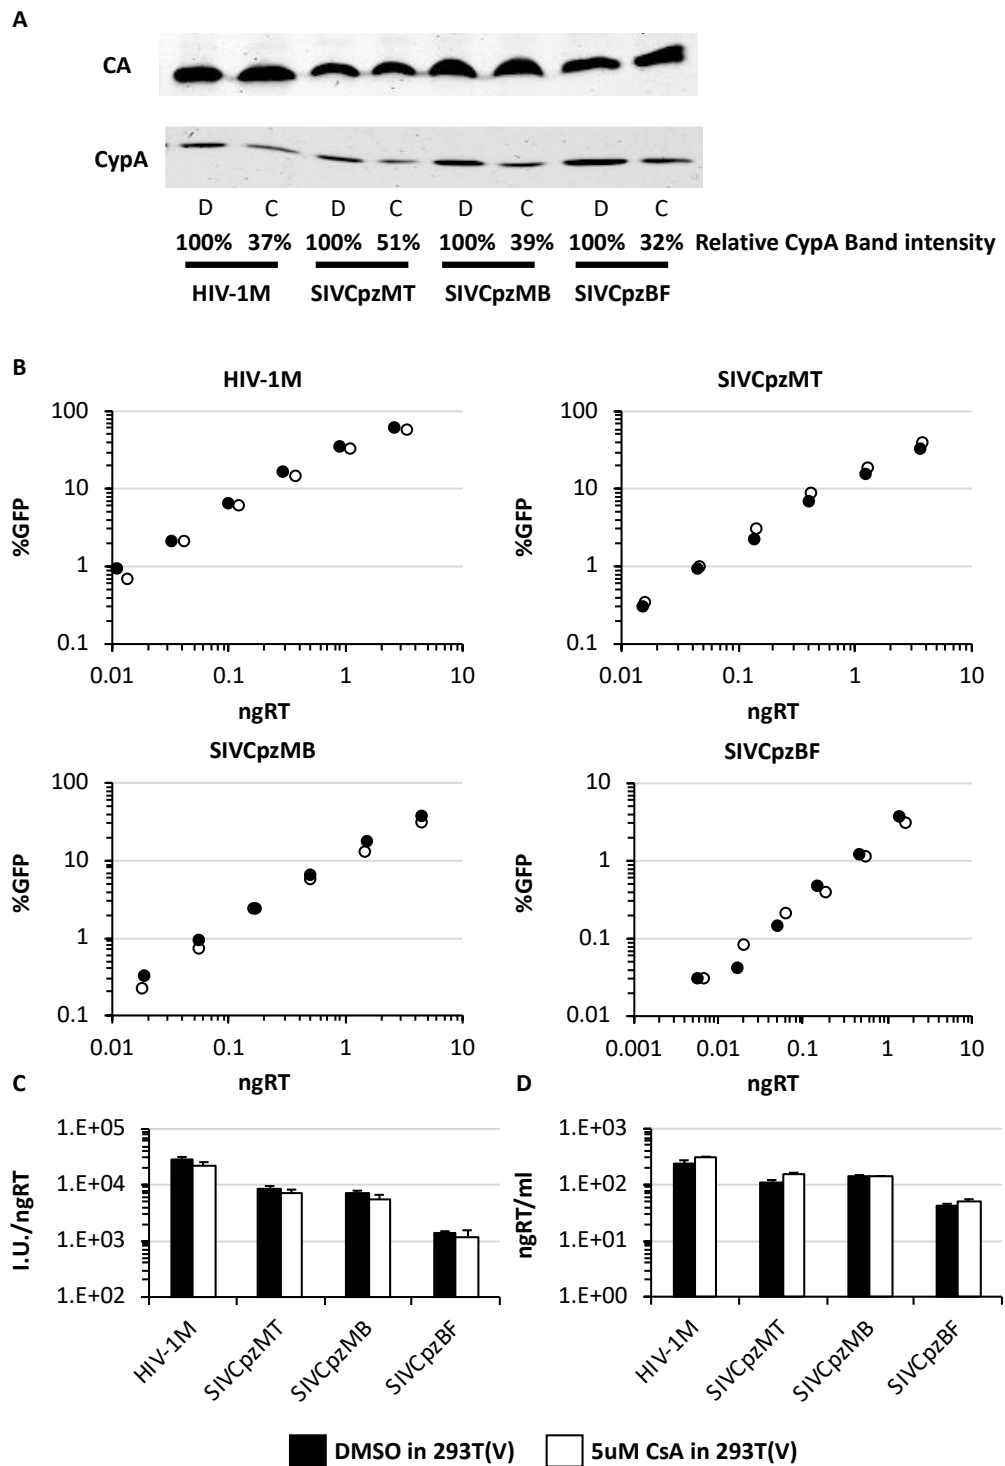 A
CA
CypA
D C D C D C D C
100% 37% 100% 51% 100% 39% 100% 32% Relative CypA Band intensity
HIV-1M SIVCpzMT SIVCpzMB SIVCpzBF
B
HIV-1M
100
10
1
0.1
%GFP
0.01 0.1 1 10
ngRT
SIVCpzMT
100
10
1
0.1
%GFP
0.01 0.1 1 10
ngRT
SIVCpzMB
100
10
1
0.1
%GFP
0.01 0.1 1 10
ngRT
SIVCpzBF
10
1
0.1
0.01
%GFP
0.001 0.01 0.1 1 10
ngRT
C
1.E+05
1.E+04
1.E+03
1.E+02
I.U./ngRT
HIV-1M SIVCpzMT SIVCpzMB SIVCpzBF
D
1.E+03
1.E+02
1.E+01
1.E+00
ngRT/ml
HIV-1M SIVCpzMT SIVCpzMB SIVCpzBF
DMSO in 293T(V) 5uM CsA in 293T(V)